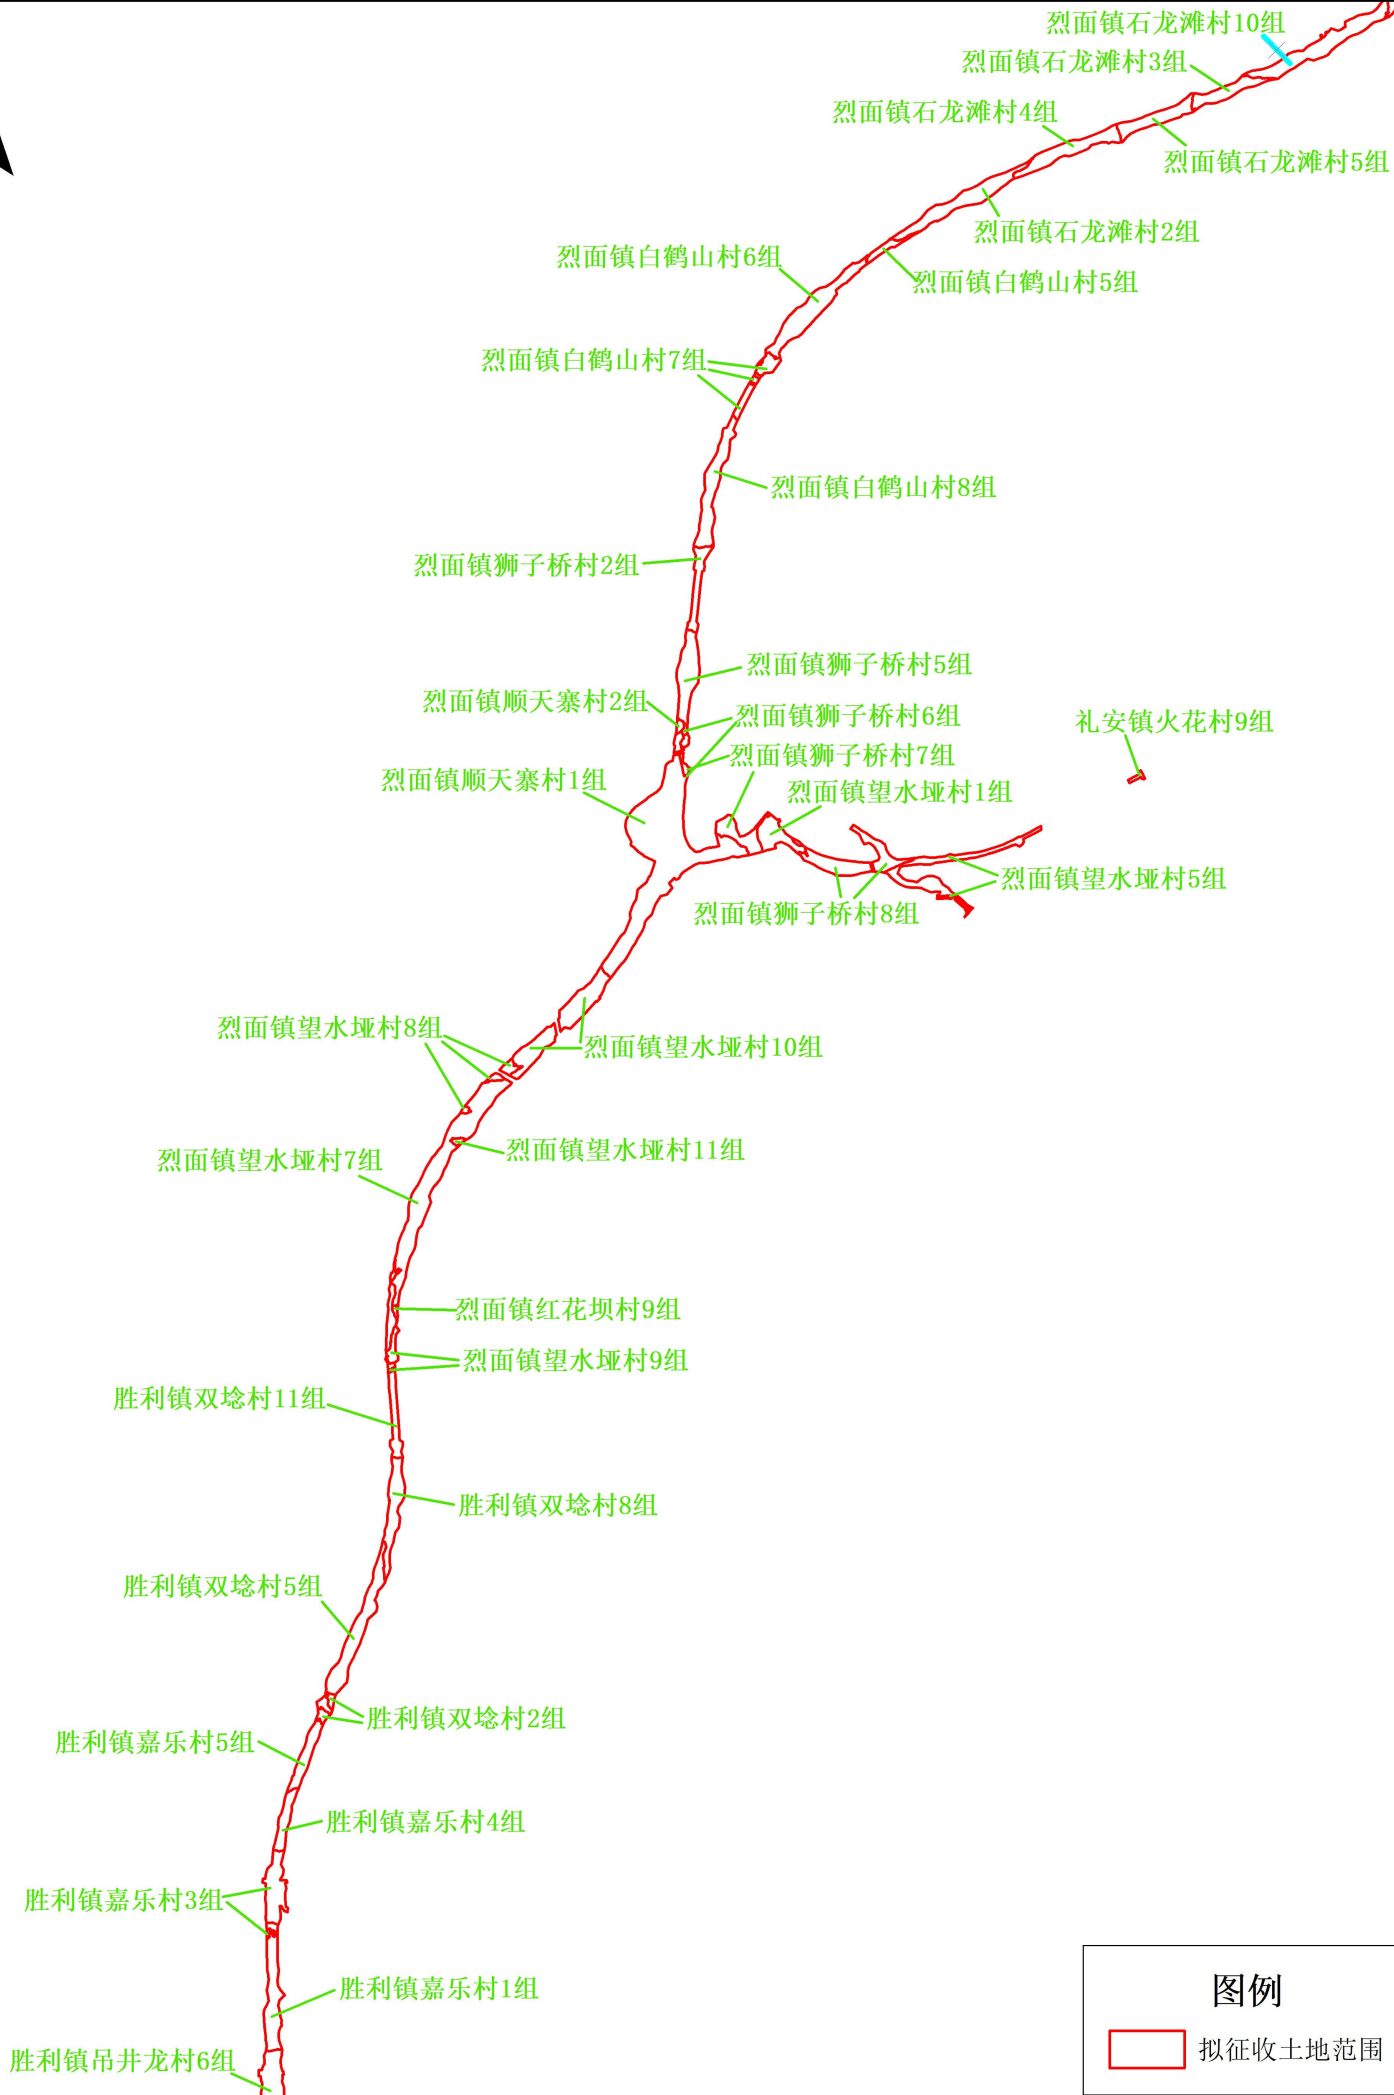 烈面镇石龙滩村10组
烈面镇石龙滩村3组
烈面镇石龙滩村4组
烈面镇石龙滩村5组
烈面镇石龙滩村2组
烈面镇白鹤山村6组
烈面镇白鹤山村5组
烈面镇白鹤山村7组
烈面镇白鹤山村8组
烈面镇狮子桥村2组
烈面镇狮子桥村5组
烈面镇顺天寨村2组
烈面镇狮子桥村6组
礼安镇火花村9组
烈面镇狮子桥村7组
烈面镇顺天寨村1组
烈面镇望水垭村1组
烈面镇望水垭村5组
烈面镇狮子桥村8组
烈面镇望水垭村8组
烈面镇望水垭村10组
烈面镇望水垭村11组
烈面镇望水垭村7组
烈面镇红花坝村9组
烈面镇望水垭村9组
胜利镇双埝村11组
胜利镇双埝村8组
胜利镇双埝村5组
胜利镇双埝村2组
胜利镇嘉乐村5组
胜利镇嘉乐村4组
胜利镇嘉乐村3组
胜利镇嘉乐村1组
胜利镇吊井龙村6组
图例
拟征收土地范围